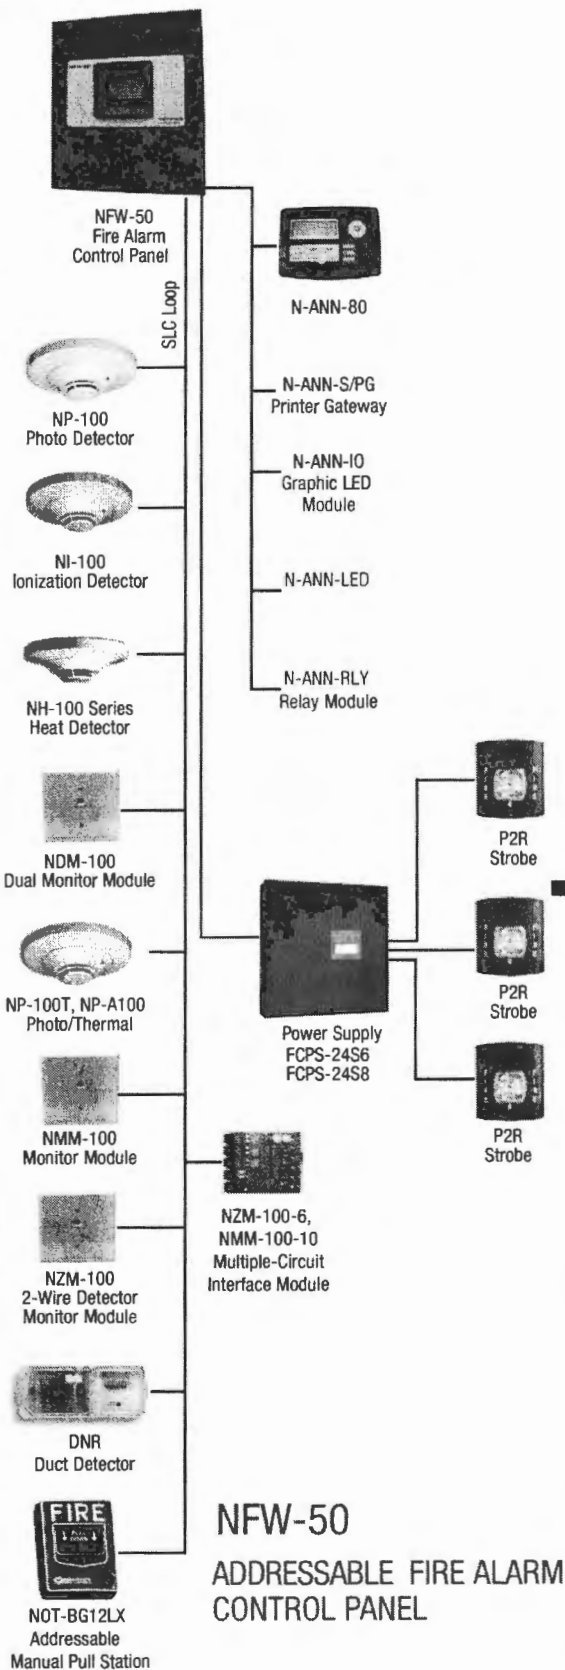 NFW-50
Fire Alarm
Control Panel
SLC Loop
N-ANN-80
NP-100
Photo Detector
N-ANN-S/PG
Printer Gateway
N-ANN-IO
Graphic LED
Module
NI-100
Ionization Detector
N-ANN-LED
NH-100 Series
Heat Detector
N-ANN-RLY
Relay Module
P2R
Strobe
NDM-100
Dual Monitor Module
P2R
Strobe
NP-100T, NP-A100
Photo/Thermal
Power Supply
FCPS-24S6
FCPS-24S8
P2R
Strobe
NMM-100
Monitor Module
NZM-100-6,
NMM-100-10
Multiple-Circuit
Interface Module
NZM-100
2-Wire Detector
Monitor Module
DNR
Duct Detector
FIRE
NOT-BG12LX
Addressable
Manual Pull Station
NFW-50
ADDRESSABLE FIRE ALARM
CONTROL PANEL